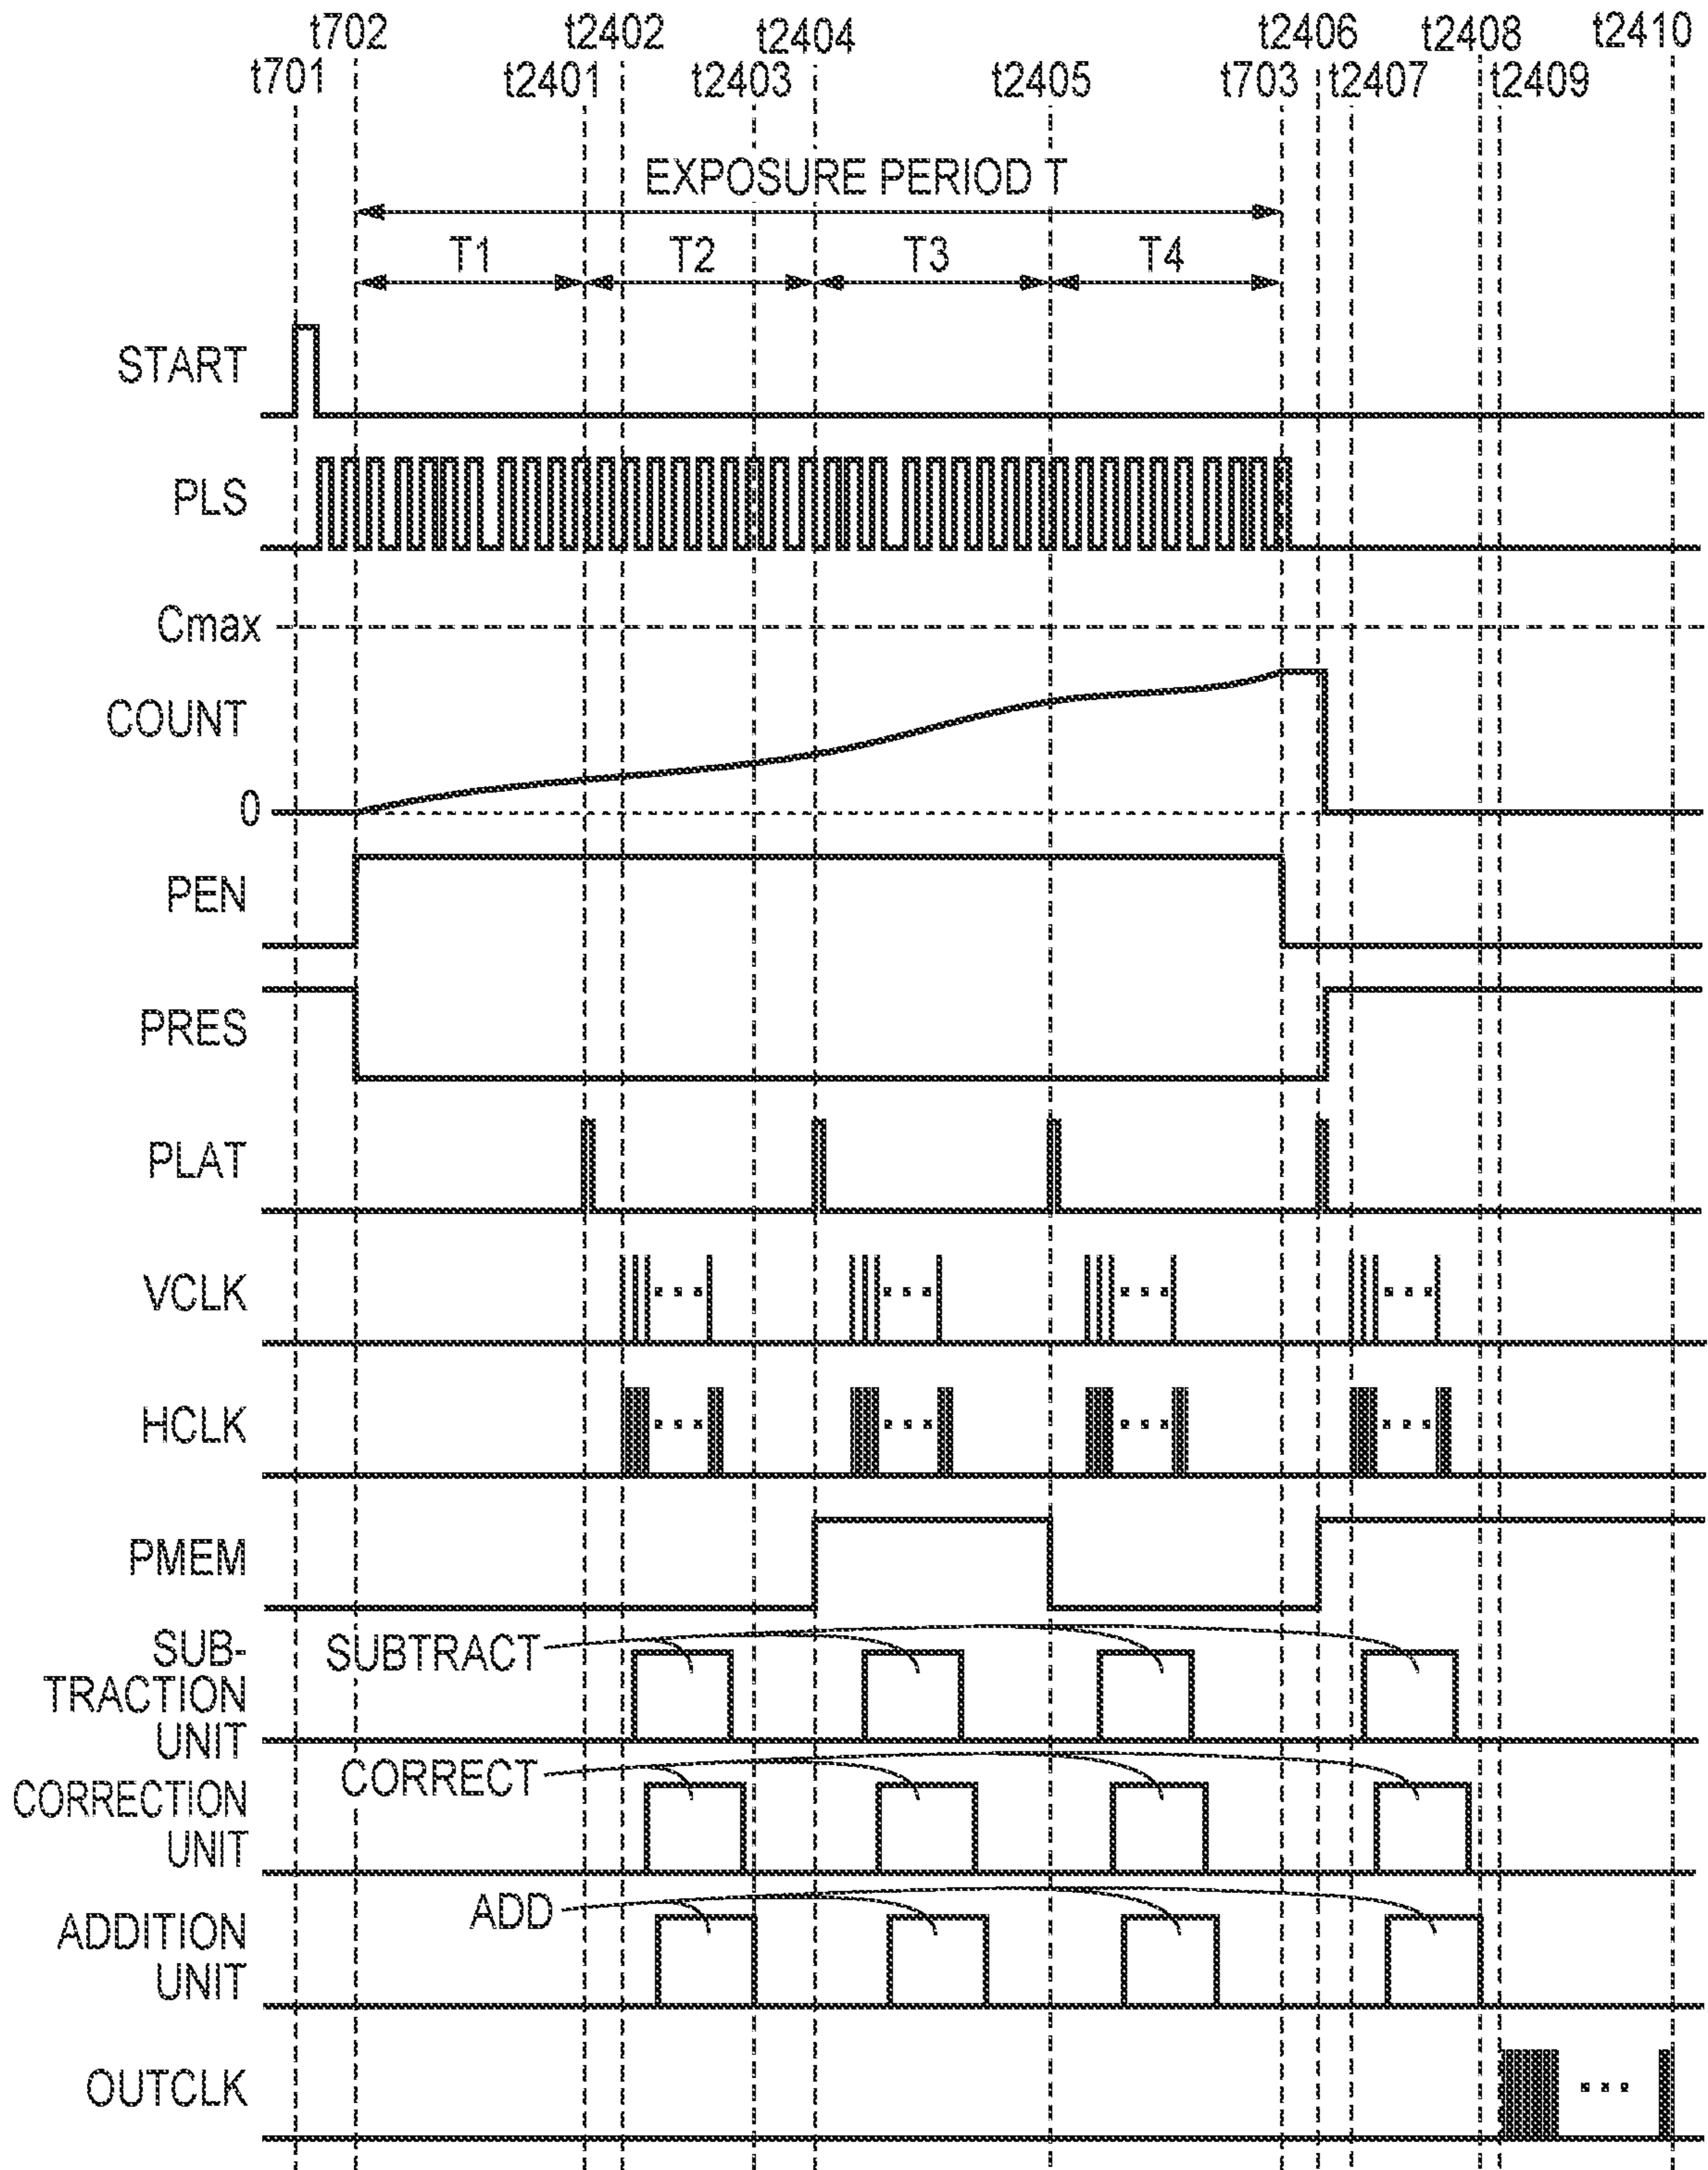 t702 t2402 t2404 t2406 t2408 t2410
t701 t2401 t2403 t2405 t703 t2407 t2409
EXPOSURE PERIOD T
T1 T2 T3 T4
START
PLS
Cmax
COUNT
0
PEN
PRES
PLAT
VCLK
HCLK
PMEM
SUB-
TRACTION
UNIT
SUBTRACT
CORRECTION
UNIT
CORRECT
ADDITION
UNIT
ADD
OUTCLK